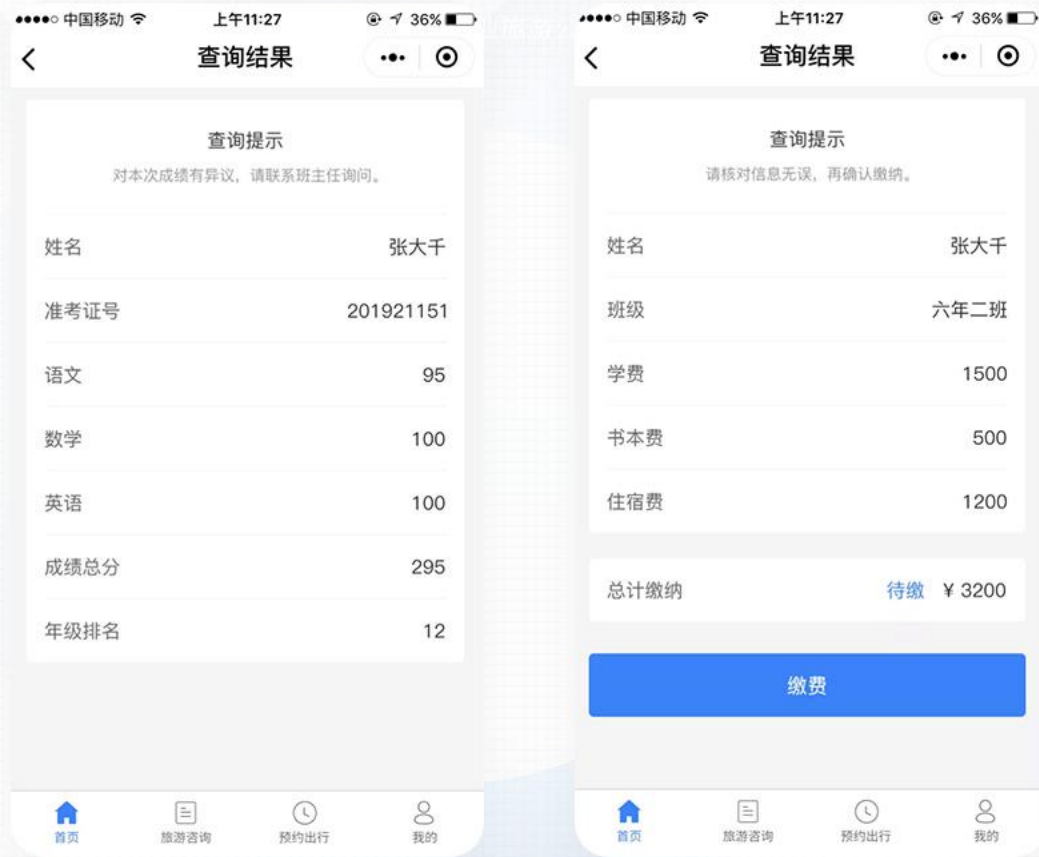 中国移动 上午11:27 36%
查询结果
查询提示
对本次成绩有异议，请联系班主任询问。
姓名 张大千
准考证号 201921151
语文 95
数学 100
英语 100
成绩总分 295
年级排名 12
首页 旅游咨询 预约出行 我的
中国移动 上午11:27 36%
查询结果
查询提示
请核对信息无误，再确认缴纳。
姓名 张大千
班级 六年二班
学费 1500
书本费 500
住宿费 1200
总计缴纳 待缴 ¥ 3200
缴费
首页 旅游咨询 预约出行 我的